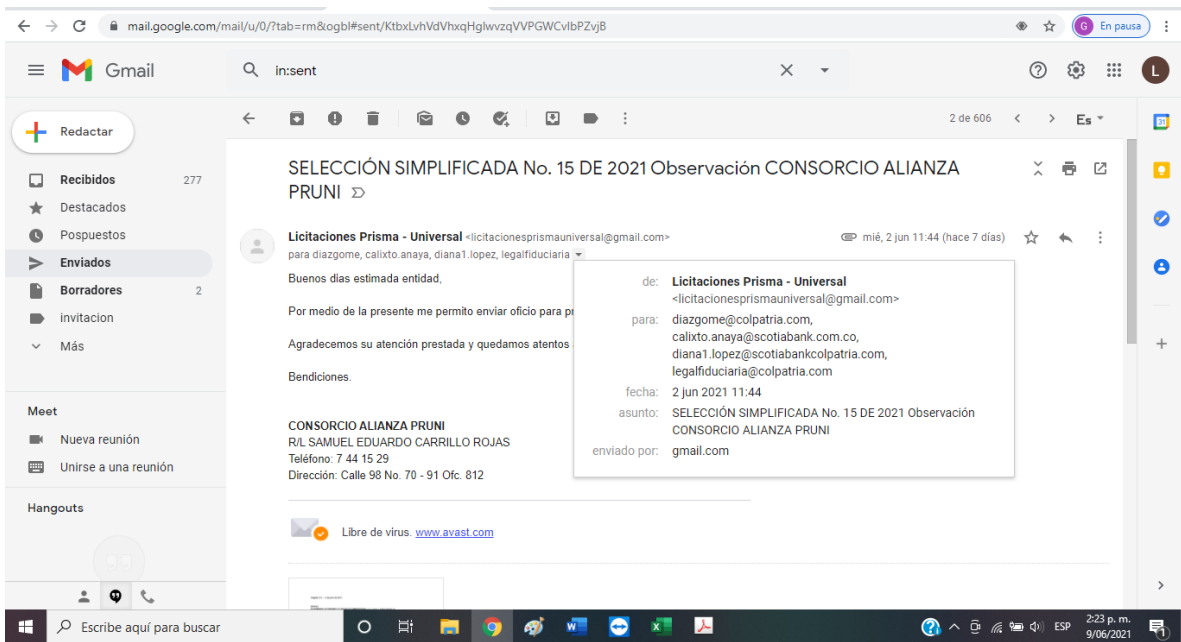 mail.google.com/mail/u/0/?tab=rm&ogbl#sent/KtbxLvhVdVhxqHglwvzqVVPGWCvlbPZvjB
G En pausa
Gmail
in:sent
L
Redactar
2 de 606
Es
31
Recibidos 277
Destacados
Pospuestos
Enviados
Borradores 2
invitacion
Más
SELECCIÓN SIMPLIFICADA No. 15 DE 2021 Observación CONSORCIO ALIANZA
PRUNI
Licitaciones Prisma - Universal <licitacionesprismauniversal@gmail.com>
mié, 2 jun 11:44 (hace 7 días)
para diazgome, calixto.anaya, diana1.lopez, legalfiduciaria
Buenos dias estimada entidad,
Por medio de la presente me permito enviar oficio para
Agradecemos su atención prestada y quedamos atentos
Bendiciones.
CONSORCIO ALIANZA PRUNI
R/L SAMUEL EDUARDO CARRILLO ROJAS
Teléfono: 7 44 15 29
Dirección: Calle 98 No. 70 - 91 Ofc. 812
de: Licitaciones Prisma - Universal
<licitacionesprismauniversal@gmail.com>
para: diazgome@colpatria.com,
calixto.anaya@scotiabank.com.co,
diana1.lopez@scotiabankcolpatria.com,
legalfiduciaria@colpatria.com
fecha: 2 jun 2021 11:44
asunto: SELECCIÓN SIMPLIFICADA No. 15 DE 2021 Observación
CONSORCIO ALIANZA PRUNI
enviado por: gmail.com
Libre de virus. www.avast.com
Meet
Nueva reunión
Unirse a una reunión
Hangouts
Escribe aquí para buscar
ESP
2:23 p. m.
9/06/2021
1